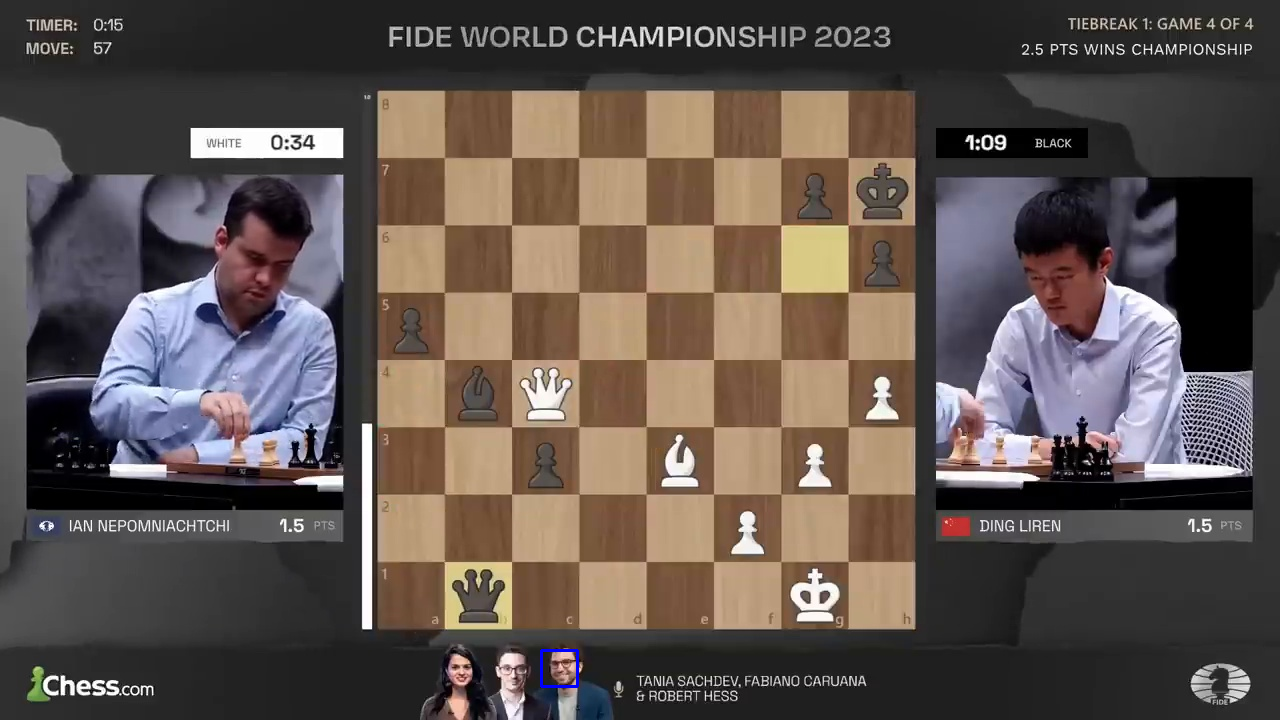 TIMER: 0:15
MOVE: 57
FIDE WORLD CHAMPIONSHIP 2023
TIEBREAK 1: GAME 4 OF 4
2.5 PTS WINS CHAMPIONSHIP
WHITE 0:34
1:09 BLACK
8
7
6
5
4
3
2
1
a b c d e f g h
IAN NEPOMNIACHTCHI 1.5 PTS
DING LIREN 1.5 PTS
Chess.com
TANIA SACHDEV, FABIANO CARUANA
& ROBERT HESS
FIDE